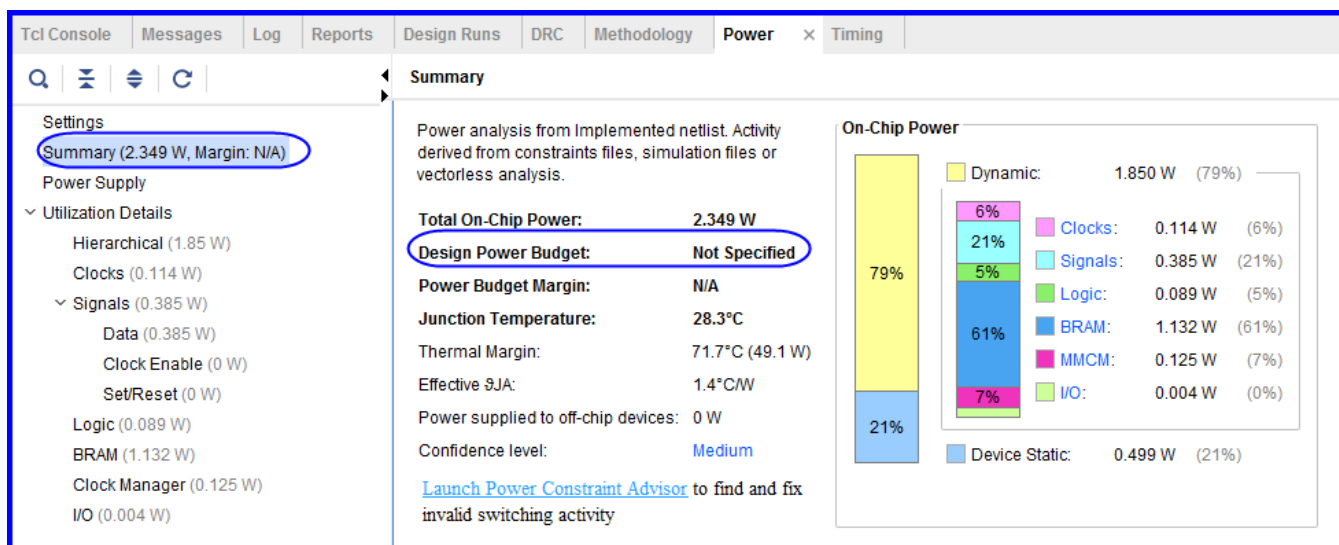 Tcl Console Messages Log Reports Design Runs DRC Methodology Power × Timing
Settings
Summary (2.349 W, Margin: N/A)
Power Supply
Utilization Details
Hierarchical (1.85 W)
Clocks (0.114 W)
Signals (0.385 W)
Data (0.385 W)
Clock Enable (0 W)
Set/Reset (0 W)
Logic (0.089 W)
BRAM (1.132 W)
Clock Manager (0.125 W)
I/O (0.004 W)
Summary
Power analysis from Implemented netlist. Activity
derived from constraints files, simulation files or
vectorless analysis.
Total On-Chip Power: 2.349 W
Design Power Budget: Not Specified
Power Budget Margin: N/A
Junction Temperature: 28.3°C
Thermal Margin: 71.7°C (49.1 W)
Effective ϑJA: 1.4°C/W
Power supplied to off-chip devices: 0 W
Confidence level: Medium
Launch Power Constraint Advisor to find and fix
invalid switching activity
On-Chip Power
79%
21%
Dynamic: 1.850 W (79%)
6%
21%
5%
61%
7%
Clocks: 0.114 W (6%)
Signals: 0.385 W (21%)
Logic: 0.089 W (5%)
BRAM: 1.132 W (61%)
MMCM: 0.125 W (7%)
I/O: 0.004 W (0%)
Device Static: 0.499 W (21%)